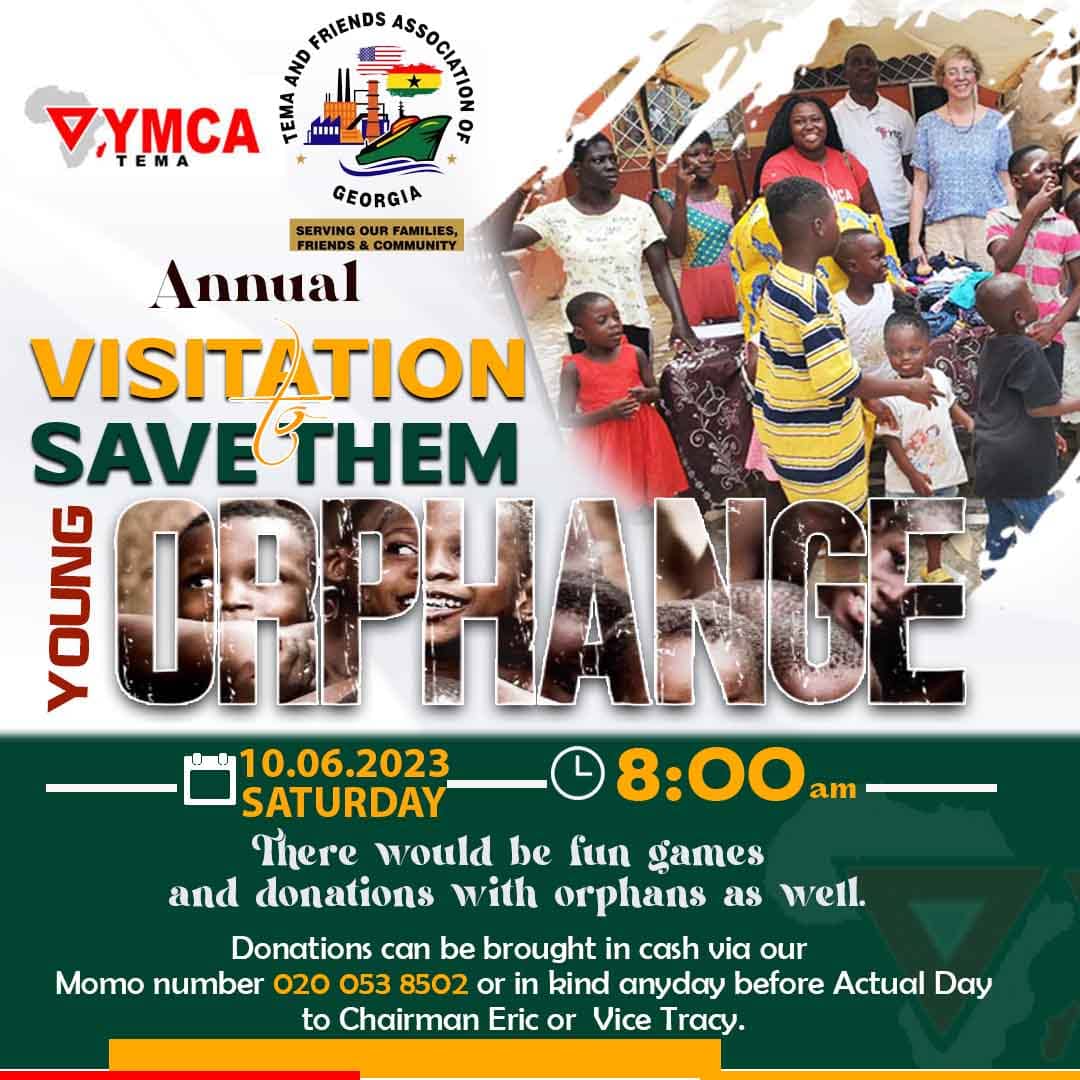 YMCA
TEMA
TEMA AND FRIENDS ASSOCIATION OF
GEORGIA
SERVING OUR FAMILIES,
FRIENDS & COMMUNITY
Annual
VISITATION
to
SAVE THEM
YOUNG
ORPHANGE
10.06.2023
SATURDAY
8:00 am
There would be fun games
and donations with orphans as well.
Donations can be brought in cash via our
Momo number 020 053 8502 or in kind anyday before Actual Day
to Chairman Eric or Vice Tracy.